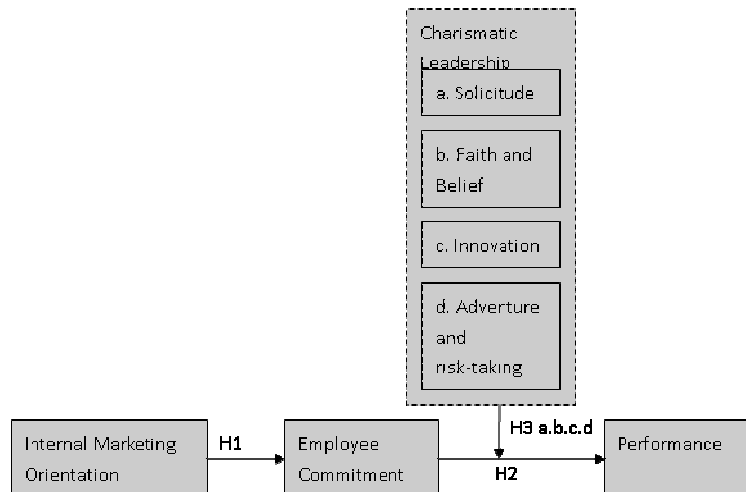 Charismatic
Leadership
a. Solicitude
b. Faith and
Belief
c. Innovation
d. Adverture
and
risk-taking
H3 a.b.c.d
Internal Marketing
Orientation
H1
Employee
Commitment
H2
Performance